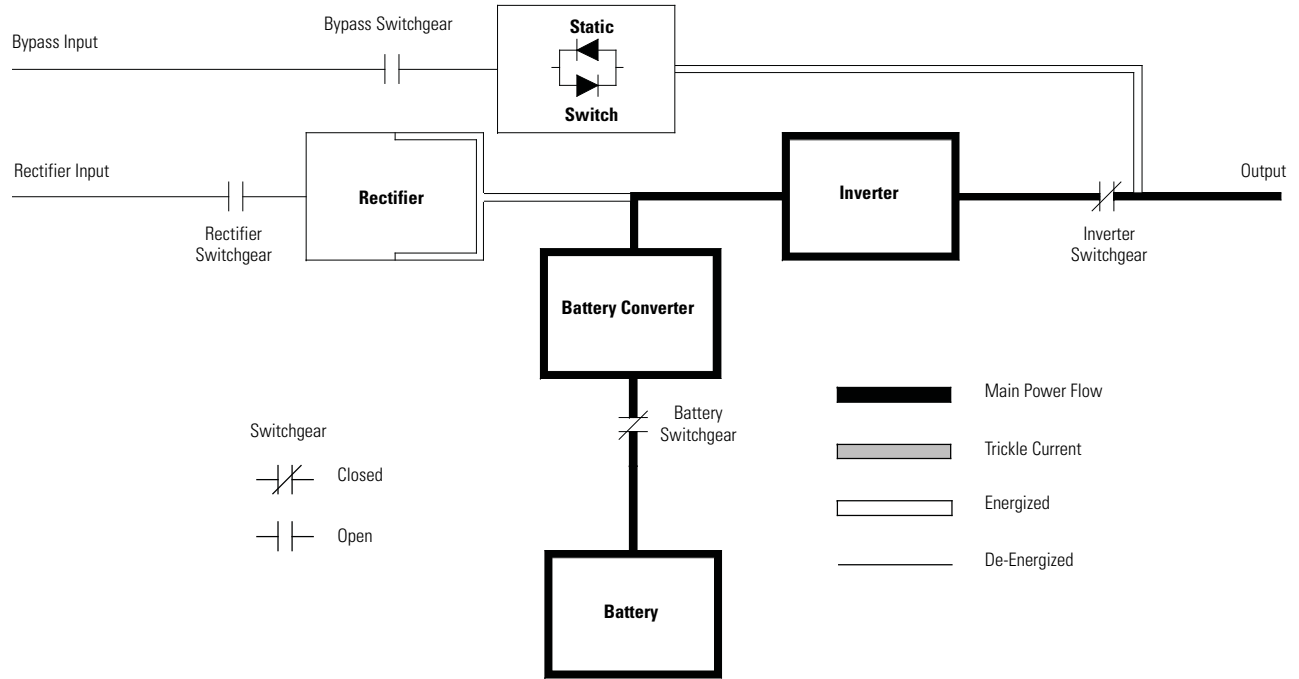 Bypass Switchgear
Bypass Input
Static
Switch
Rectifier Input
Rectifier
Rectifier
Switchgear
Inverter
Output
Inverter
Switchgear
Battery Converter
Battery
Switchgear
Battery
Switchgear
Closed
Open
Main Power Flow
Trickle Current
Energized
De-Energized